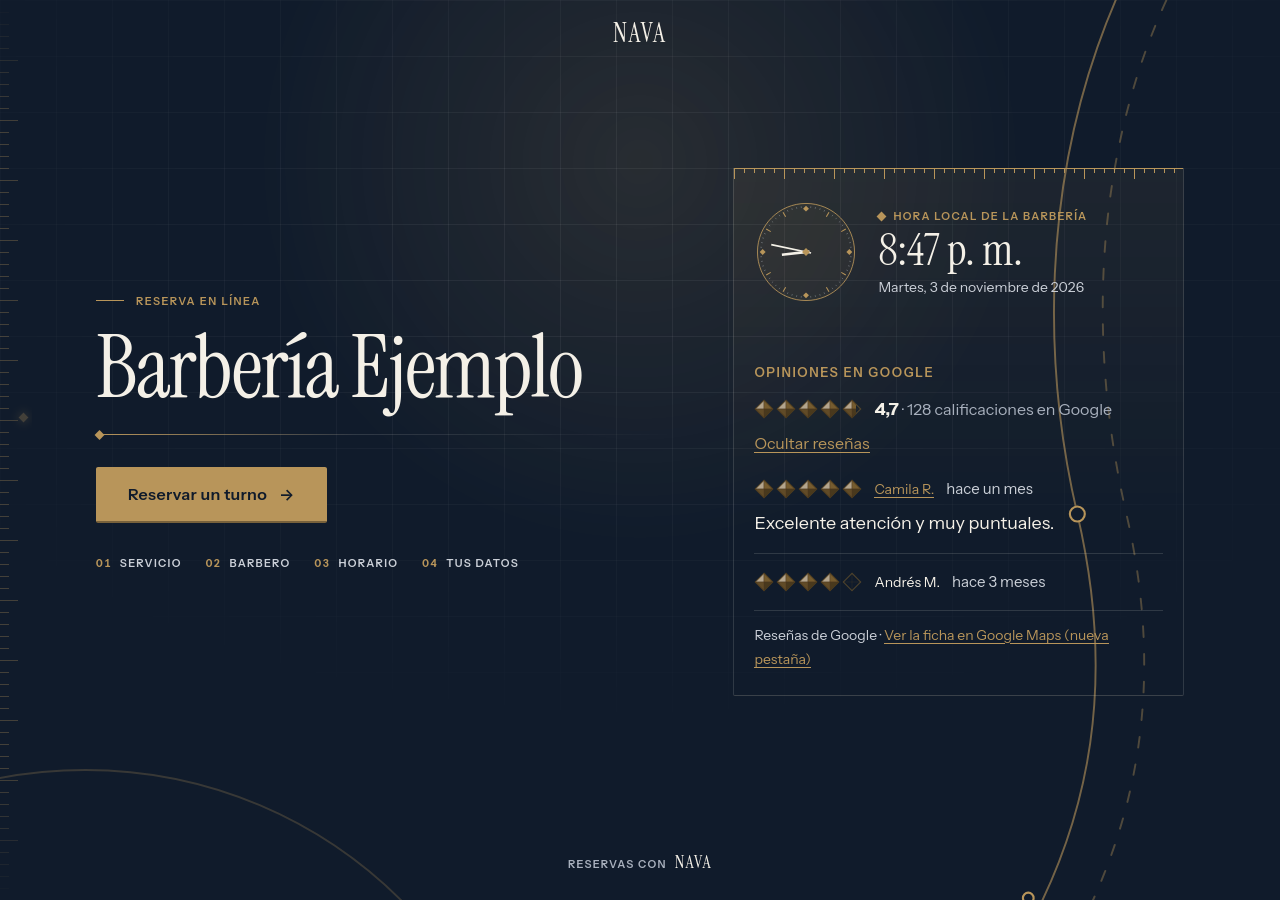 NAVA
RESERVA EN LÍNEA
Barbería Ejemplo
Reservar un turno →
01 SERVICIO 02 BARBERO 03 HORARIO 04 TUS DATOS
HORA LOCAL DE LA BARBERÍA
8:47 p. m.
Martes, 3 de noviembre de 2026
OPINIONES EN GOOGLE
4,7 · 128 calificaciones en Google
Ocultar reseñas
Camila R. hace un mes
Excelente atención y muy puntuales.
Andrés M. hace 3 meses
Reseñas de Google · Ver la ficha en Google Maps (nueva
pestaña)
RESERVAS CON NAVA